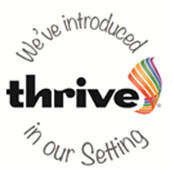 We've introduced
thrive®
in our Setting